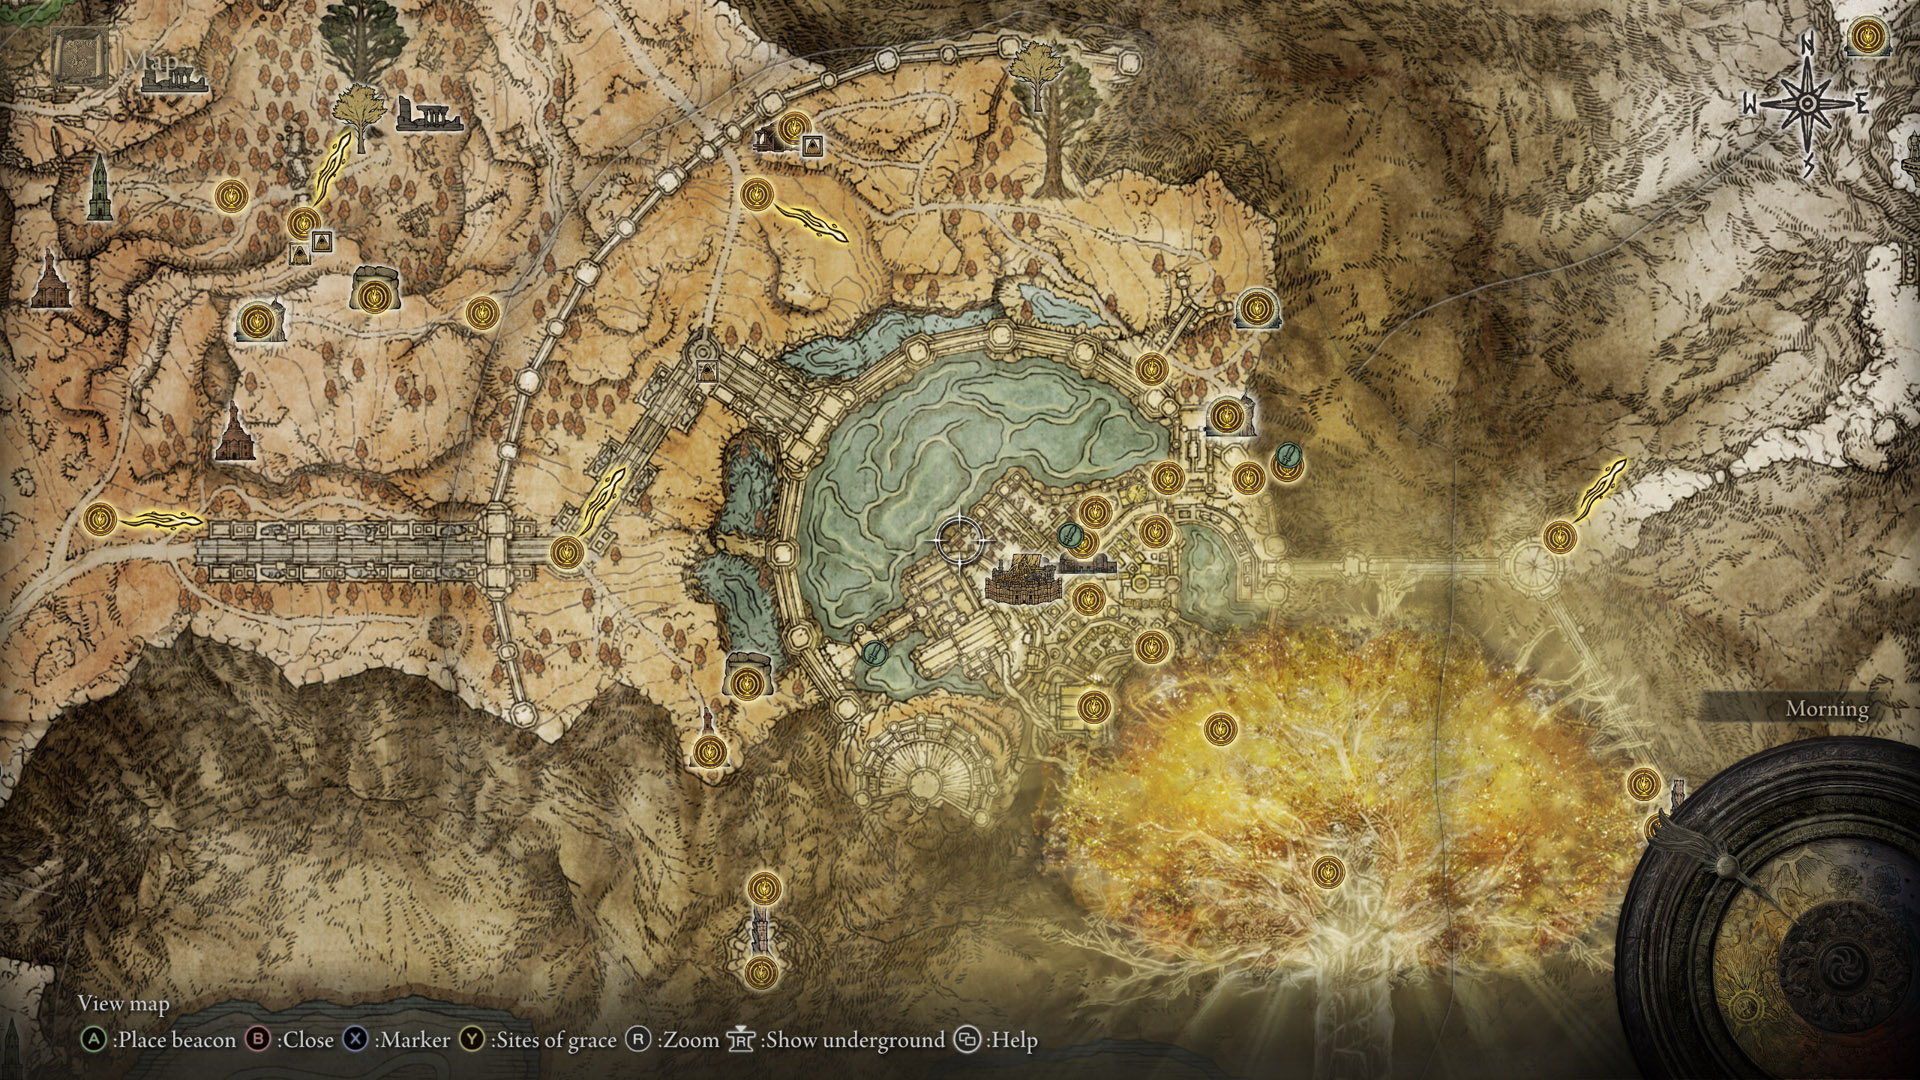 Map
N
W E
S
Morning
View map
A :Place beacon B :Close X :Marker Y :Sites of grace R :Zoom R :Show underground :Help